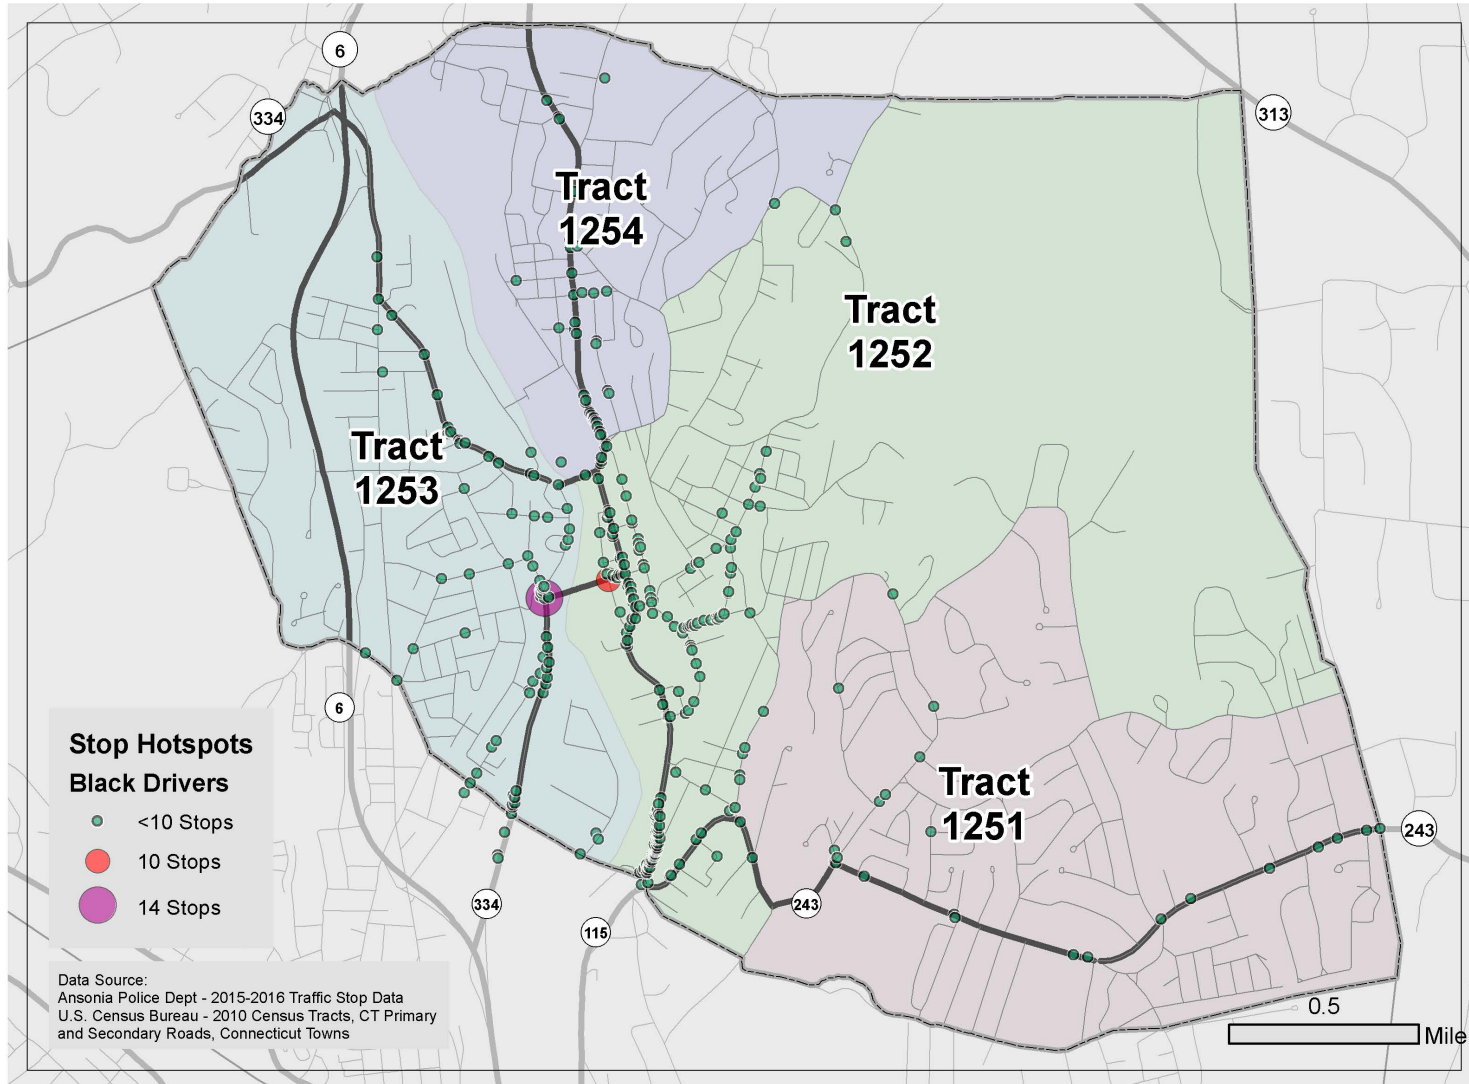 6
334
313
Tract
1254
Tract
1252
Tract
1253
6
Stop Hotspots
Black Drivers
<10 Stops
10 Stops
14 Stops
Tract
1251
243
334
243
115
Data Source:
Ansonia Police Dept - 2015-2016 Traffic Stop Data
U.S. Census Bureau - 2010 Census Tracts, CT Primary
and Secondary Roads, Connecticut Towns
0.5
Mile